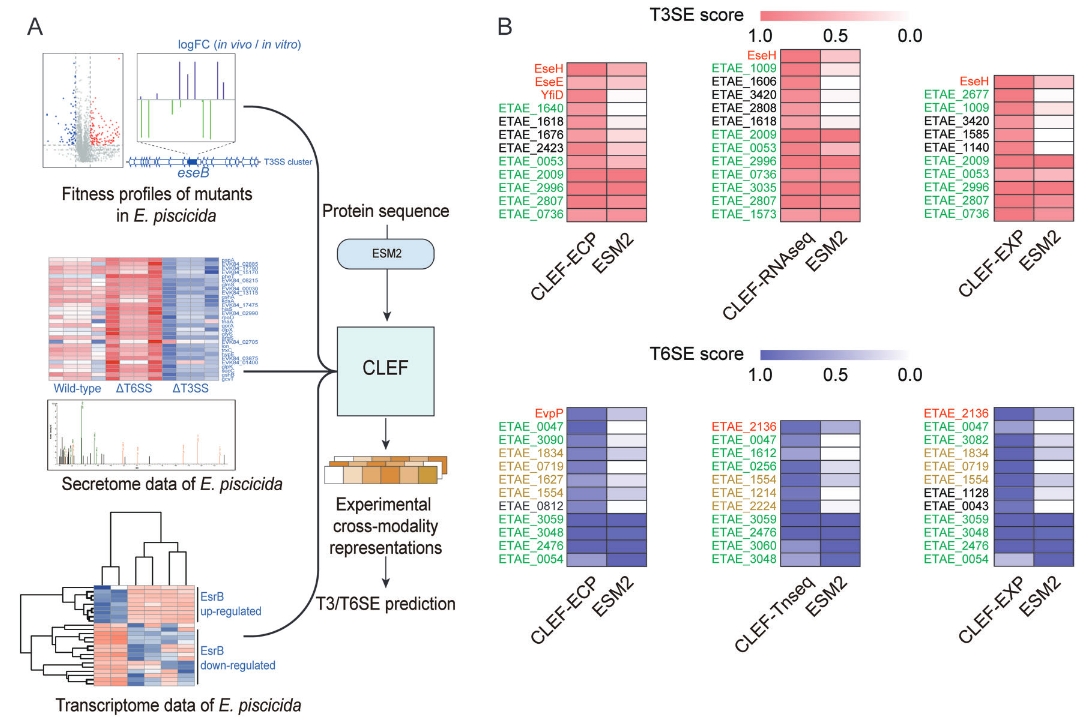 A
logFC (in vivo / in vitro)
T3SS cluster
eseB
Fitness profiles of mutants
in E. piscicida
Wild-type
ΔT6SS
ΔT3SS
Secretome data of E. piscicida
EsrB
up-regulated
EsrB
down-regulated
Transcriptome data of E. piscicida
Protein sequence
ESM2
CLEF
Experimental
cross-modality
representations
T3/T6SE prediction
B
T3SE score
1.0
0.5
0.0
EseH
EseE
YfiD
ETAE_1640
ETAE_1618
ETAE_1676
ETAE_2423
ETAE_0053
ETAE_2009
ETAE_2996
ETAE_2807
ETAE_0736
CLEF-ECP
ESM2
EseH
ETAE_1009
ETAE_1606
ETAE_3420
ETAE_2808
ETAE_1618
ETAE_2009
ETAE_0053
ETAE_2996
ETAE_0736
ETAE_3035
ETAE_2807
ETAE_1573
CLEF-RNAseq
ESM2
EseH
ETAE_2677
ETAE_1009
ETAE_3420
ETAE_1585
ETAE_1140
ETAE_2009
ETAE_0053
ETAE_2996
ETAE_2807
ETAE_0736
CLEF-EXP
ESM2
T6SE score
1.0
0.5
0.0
EvpP
ETAE_0047
ETAE_3090
ETAE_1834
ETAE_0719
ETAE_1627
ETAE_1554
ETAE_0812
ETAE_3059
ETAE_3048
ETAE_2476
ETAE_0054
CLEF-ECP
ESM2
ETAE_2136
ETAE_0047
ETAE_1612
ETAE_0256
ETAE_1554
ETAE_1214
ETAE_2224
ETAE_3059
ETAE_2476
ETAE_3060
ETAE_3048
CLEF-Tnseq
ESM2
ETAE_2136
ETAE_0047
ETAE_3082
ETAE_1834
ETAE_0719
ETAE_1554
ETAE_1128
ETAE_0043
ETAE_3059
ETAE_3048
ETAE_2476
ETAE_0054
CLEF-EXP
ESM2